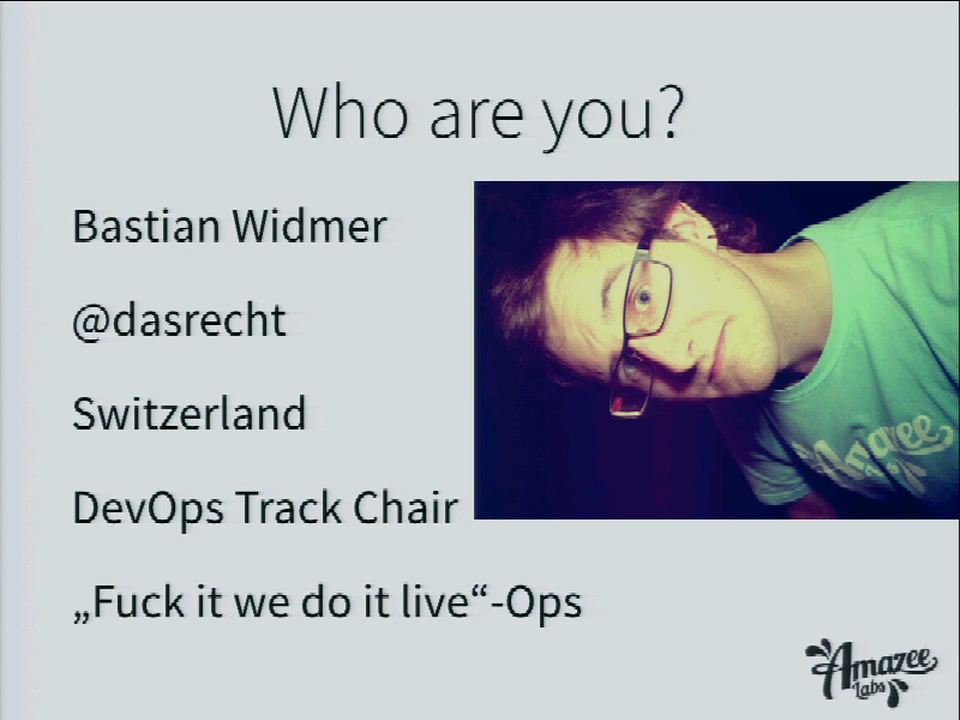 Who are you?
Bastian Widmer
@dasrecht
Switzerland
DevOps Track Chair
„Fuck it we do it live“-Ops
Amazee
Amazee
Labs